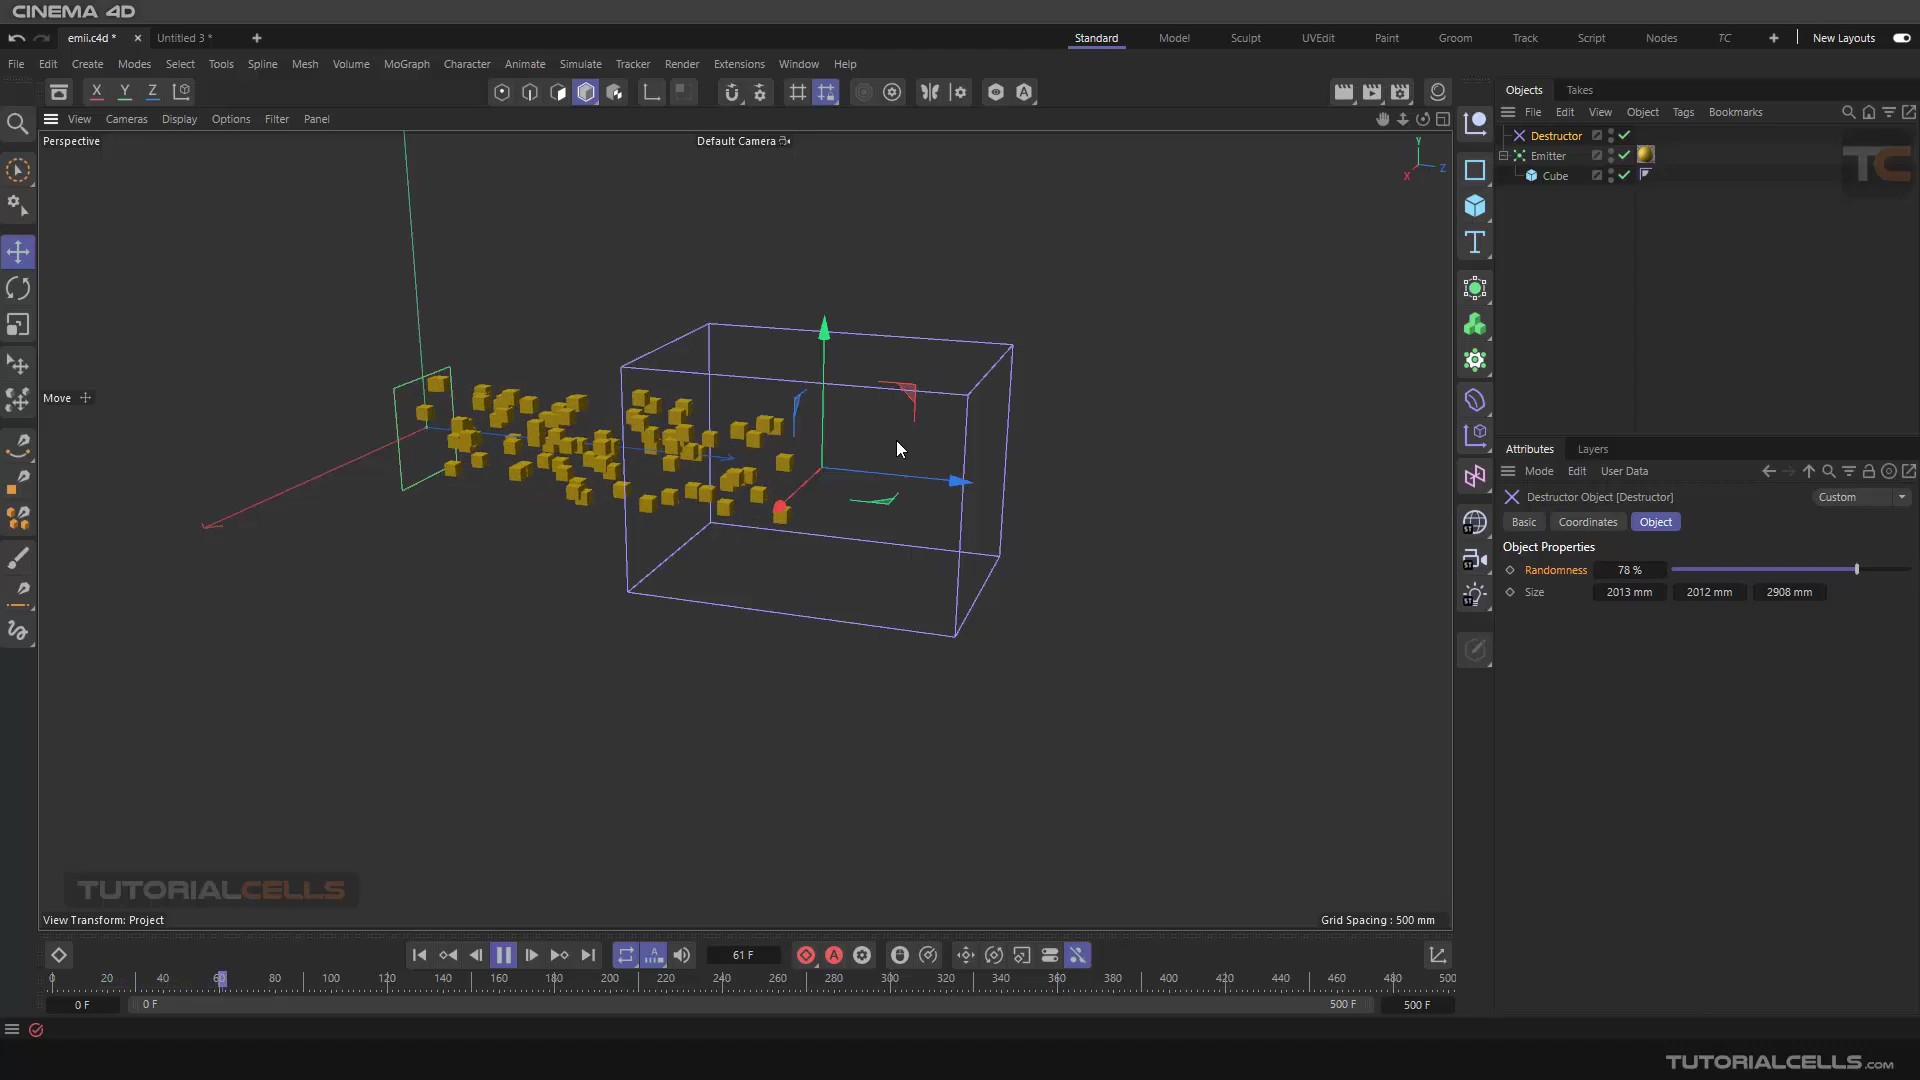 CINEMA 4D
emii.c4d *
Untitled 3 *
Standard
Model
Sculpt
UVEdit
Paint
Groom
Track
Script
Nodes
TC
New Layouts
File Edit Create Modes Select Tools Spline Mesh Volume MoGraph Character Animate Simulate Tracker Render Extensions Window Help
X Y Z
Objects Takes
View Cameras Display Options Filter Panel
File Edit View Object Tags Bookmarks
Perspective
Default Camera
Y
Z
X
Destructor
Emitter
Cube
TC
Move
Attributes Layers
Mode Edit User Data
Destructor Object [Destructor]
Custom
Basic Coordinates Object
Object Properties
Randomness 78 %
Size 2013 mm 2012 mm 2908 mm
ST
ST
ST
TUTORIALCELLS
View Transform: Project
Grid Spacing : 500 mm
61 F
0 20 40 60 80 100 120 140 160 180 200 220 240 260 280 300 320 340 360 380 400 420 440 460 480 500
0 F
0 F
500 F
500 F
TUTORIALCELLS.com